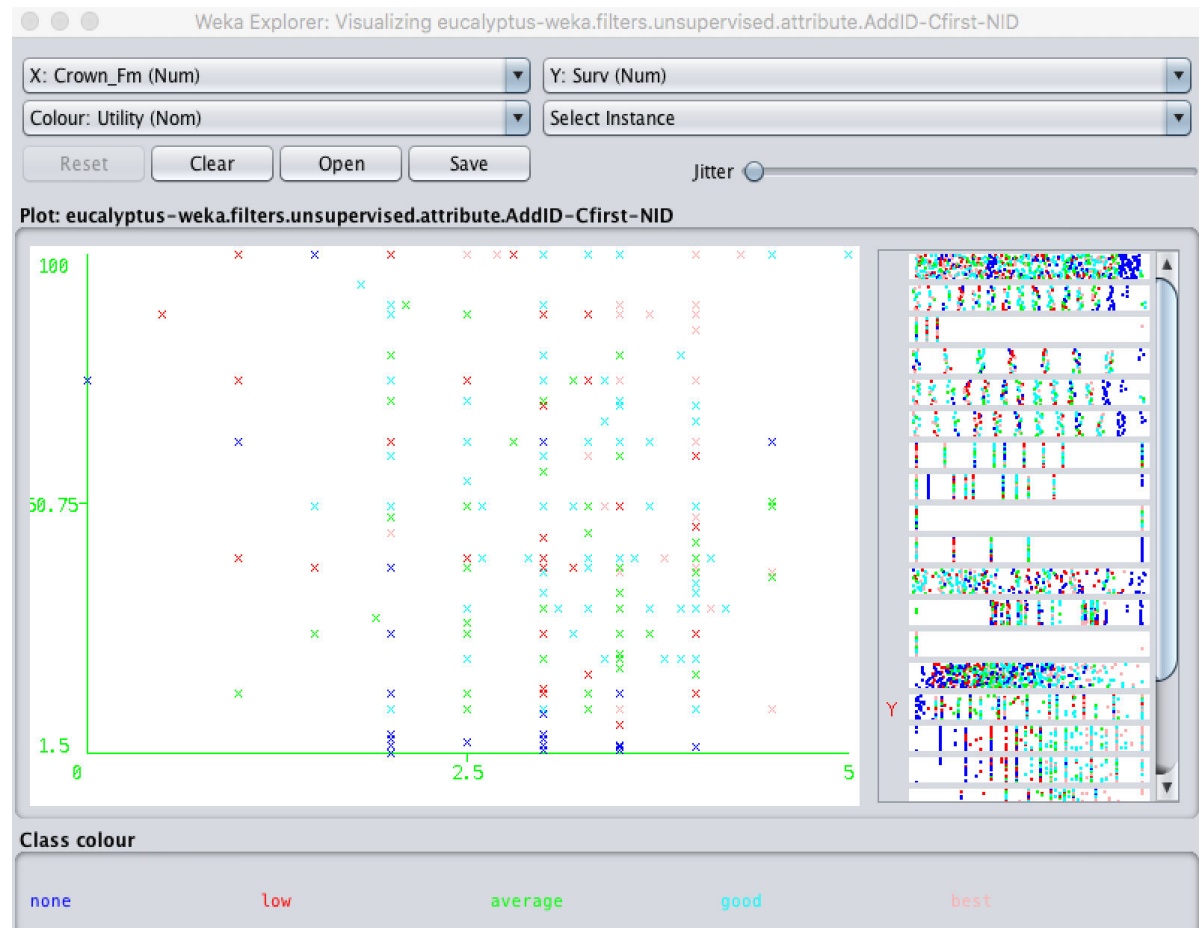 Weka Explorer: Visualizing eucalyptus-weka.filters.unsupervised.attribute.AddID-Cfirst-NID
X: Crown_Fm (Num)
Y: Surv (Num)
Colour: Utility (Nom)
Select Instance
Reset
Clear
Open
Save
Jitter
Plot: eucalyptus-weka.filters.unsupervised.attribute.AddID-Cfirst-NID
100
50.75
1.5
0
2.5
5
Y
Class colour
none
low
average
good
best